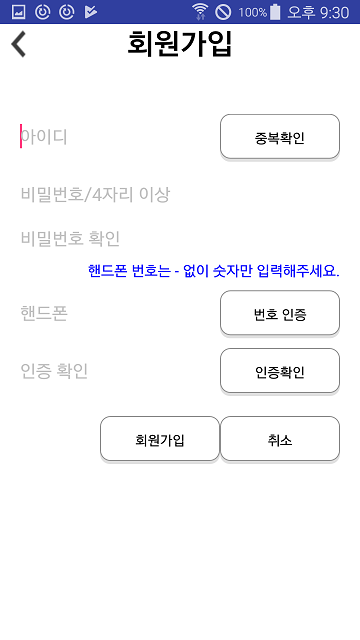 100% 오후 9:30
회원가입
아이디 중복확인
비밀번호/4자리 이상
비밀번호 확인
핸드폰 번호는 - 없이 숫자만 입력해주세요.
핸드폰 번호 인증
인증 확인 인증확인
회원가입 취소